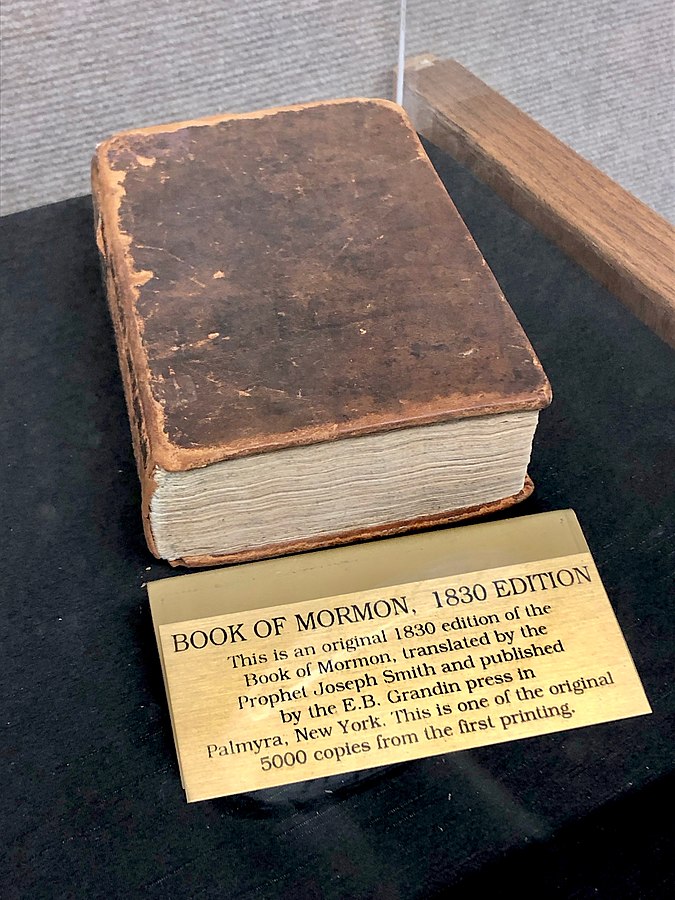 BOOK OF MORMON, 1830 EDITION
This is an original 1830 edition of the
Book of Mormon, translated by the
Prophet Joseph Smith and published
by the E.B. Grandin press in
Palmyra, New York. This is one of the original
5000 copies from the first printing.